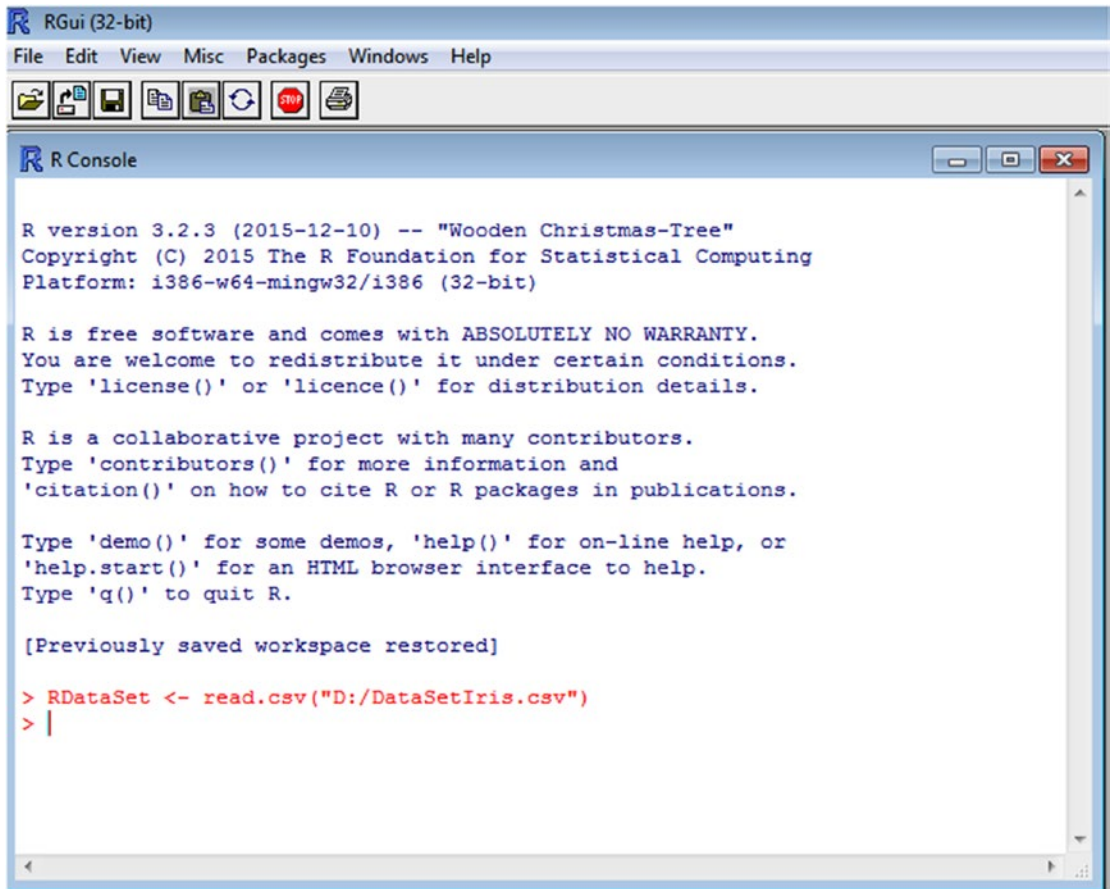 RGui (32-bit)
File Edit View Misc Packages Windows Help
STOP
R Console
R version 3.2.3 (2015-12-10) -- "Wooden Christmas-Tree"
Copyright (C) 2015 The R Foundation for Statistical Computing
Platform: i386-w64-mingw32/i386 (32-bit)
R is free software and comes with ABSOLUTELY NO WARRANTY.
You are welcome to redistribute it under certain conditions.
Type 'license()' or 'licence()' for distribution details.
R is a collaborative project with many contributors.
Type 'contributors()' for more information and
'citation()' on how to cite R or R packages in publications.
Type 'demo()' for some demos, 'help()' for on-line help, or
'help.start()' for an HTML browser interface to help.
Type 'q()' to quit R.
[Previously saved workspace restored]
> RDataSet <- read.csv("D:/DataSetIris.csv")
>